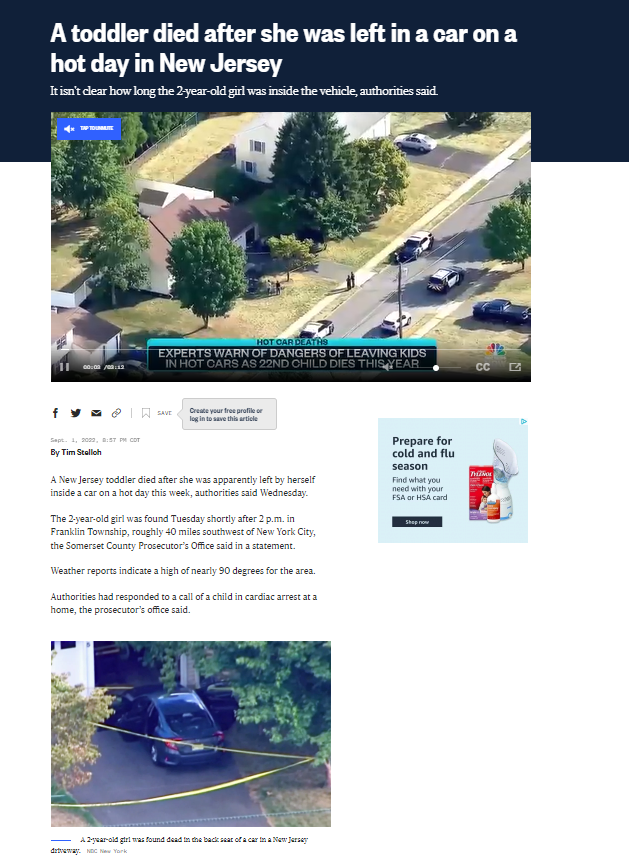 A toddler died after she was left in a car on a
hot day in New Jersey
It isn't clear how long the 2-year-old girl was inside the vehicle, authorities said.
TAP TO UNMUTE
HOT CAR DEATHS
EXPERTS WARN OF DANGERS OF LEAVING KIDS
IN HOT CARS AS 22ND CHILD DIES THIS YEAR
00:03 /03:12
CC
SAVE
Create your free profile or
log in to save this article
Sept. 1, 2022, 8:57 PM CDT
By Tim Stelloh
A New Jersey toddler died after she was apparently left by herself
inside a car on a hot day this week, authorities said Wednesday.
The 2-year-old girl was found Tuesday shortly after 2 p.m. in
Franklin Township, roughly 40 miles southwest of New York City,
the Somerset County Prosecutor's Office said in a statement.
Weather reports indicate a high of nearly 90 degrees for the area.
Authorities had responded to a call of a child in cardiac arrest at a
home, the prosecutor's office said.
Prepare for
cold and flu
season
Find what you
need with your
FSA or HSA card
Shop now
TYLENOL
A 2-year-old girl was found dead in the back seat of a car in a New Jersey
driveway. NBC New York